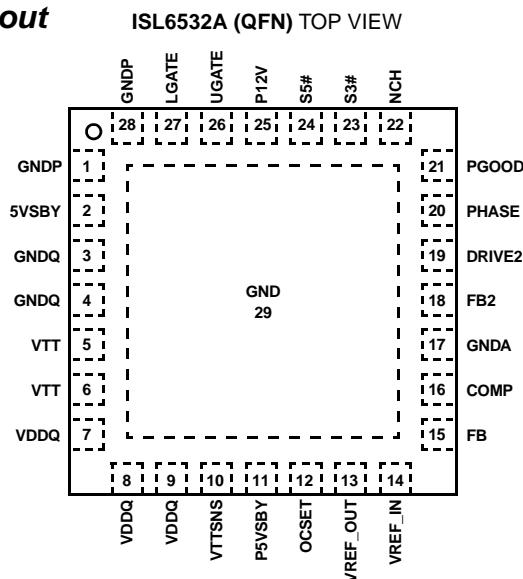 out
ISL6532A (QFN) TOP VIEW
GNDP LGATE UGATE P12V S5# S3# NCH
28 27 26 25 24 23 22
GNDP 1 21 PGOOD
5VSBY 2 20 PHASE
GNDQ 3 19 DRIVE2
GNDQ 4 GND 18 FB2
29
VTT 5 17 GNDA
VTT 6 16 COMP
VDDQ 7 15 FB
8 9 10 11 12 13 14
VDDQ VDDQ VTTSNS P5VSBY OCSET VREF_OUT VREF_IN